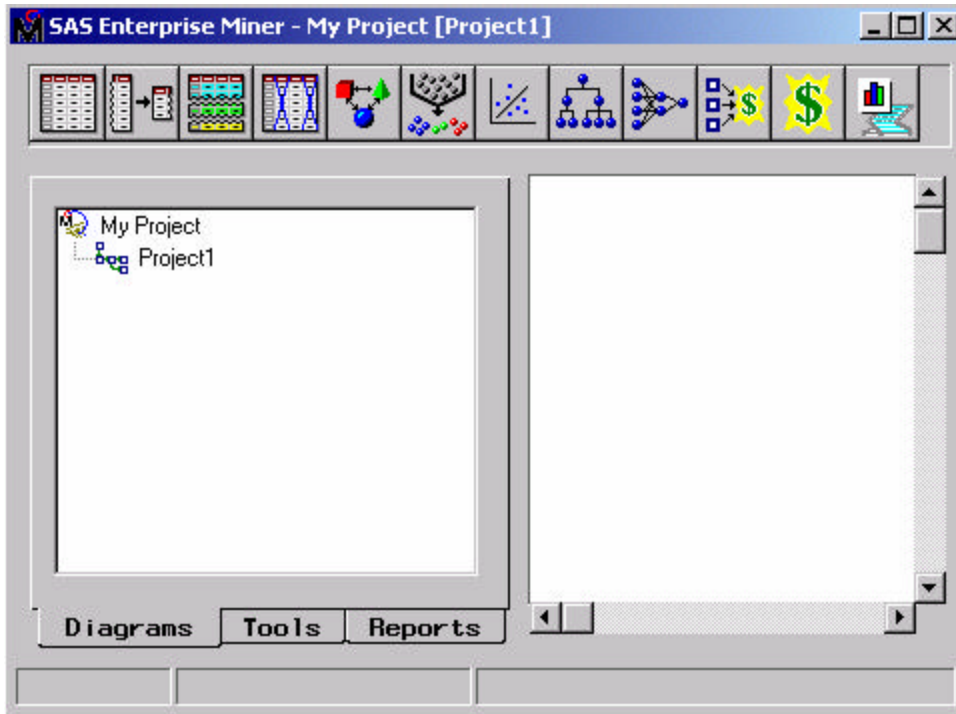 SAS Enterprise Miner - My Project [Project1]
My Project
Project1
Diagrams
Tools
Reports